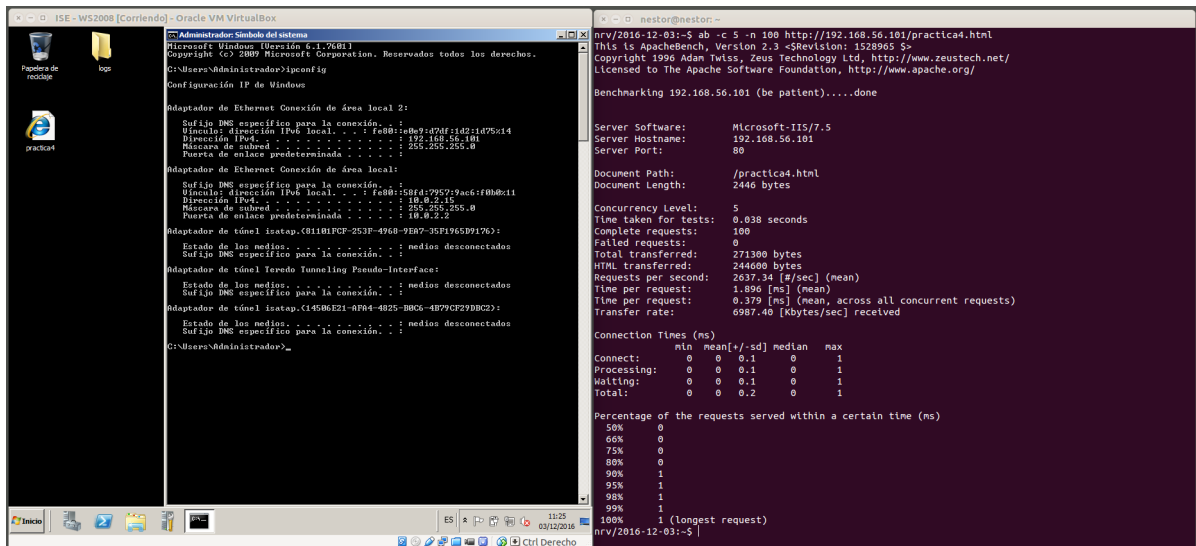 ISE - WS2008 [Corriendo] - Oracle VM VirtualBox
Papelera de
reciclaje
logs
practica4
Administrador: Símbolo del sistema
Microsoft Windows [Versión 6.1.7601]
Copyright (c) 2009 Microsoft Corporation. Reservados todos los derechos.
C:\Users\Administrador>ipconfig
Configuración IP de Windows
Adaptador de Ethernet Conexión de área local 2:
Sufijo DNS específico para la conexión. . :
Vínculo: dirección IPv6 local. . . : fe80::e0e9:d7df:1d2:1d75%14
Dirección IPv4. . . . . . . . . . . . . . : 192.168.56.101
Máscara de subred . . . . . . . . . . . . : 255.255.255.0
Puerta de enlace predeterminada . . . . . :
Adaptador de Ethernet Conexión de área local:
Sufijo DNS específico para la conexión. . :
Vínculo: dirección IPv6 local. . . : fe80::58fd:7957:9ac6:f0b0%11
Dirección IPv4. . . . . . . . . . . . . . : 10.0.2.15
Máscara de subred . . . . . . . . . . . . : 255.255.255.0
Puerta de enlace predeterminada . . . . . : 10.0.2.2
Adaptador de túnel isatap.{81101FCF-253F-4968-9EA7-35F1965D9176}:
Estado de los medios. . . . . . . . . . . : medios desconectados
Sufijo DNS específico para la conexión. . :
Adaptador de túnel Teredo Tunneling Pseudo-Interface:
Estado de los medios. . . . . . . . . . . : medios desconectados
Sufijo DNS específico para la conexión. . :
Adaptador de túnel isatap.{14506E21-AFA4-4825-B0C6-4B79CF29DBC2}:
Estado de los medios. . . . . . . . . . . : medios desconectados
Sufijo DNS específico para la conexión. . :
C:\Users\Administrador>_
Inicio
ES
11:25
03/12/2016
Ctrl Derecho
nestor@nestor: ~
nrv/2016-12-03:~$ ab -c 5 -n 100 http://192.168.56.101/practica4.html
This is ApacheBench, Version 2.3 <$Revision: 1528965 $>
Copyright 1996 Adam Twiss, Zeus Technology Ltd, http://www.zeustech.net/
Licensed to The Apache Software Foundation, http://www.apache.org/
Benchmarking 192.168.56.101 (be patient).....done
Server Software: Microsoft-IIS/7.5
Server Hostname: 192.168.56.101
Server Port: 80
Document Path: /practica4.html
Document Length: 2446 bytes
Concurrency Level: 5
Time taken for tests: 0.038 seconds
Complete requests: 100
Failed requests: 0
Total transferred: 271300 bytes
HTML transferred: 244600 bytes
Requests per second: 2637.34 [#/sec] (mean)
Time per request: 1.896 [ms] (mean)
Time per request: 0.379 [ms] (mean, across all concurrent requests)
Transfer rate: 6987.40 [Kbytes/sec] received
Connection Times (ms)
min mean[+/-sd] median max
Connect: 0 0 0.1 0 1
Processing: 0 0 0.1 0 1
Waiting: 0 0 0.1 0 1
Total: 0 0 0.2 0 1
Percentage of the requests served within a certain time (ms)
50% 0
66% 0
75% 0
80% 0
90% 1
95% 1
98% 1
99% 1
100% 1 (longest request)
nrv/2016-12-03:~$